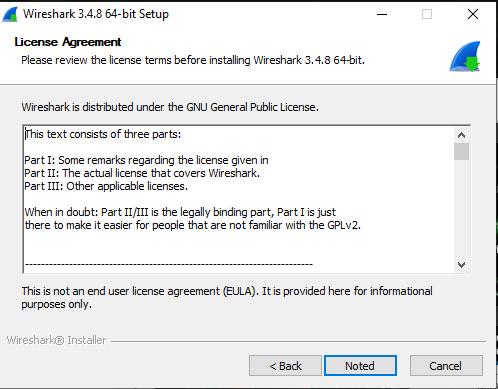 Wireshark 3.4.8 64-bit Setup
License Agreement
Please review the license terms before installing Wireshark 3.4.8 64-bit.
Wireshark is distributed under the GNU General Public License.
This text consists of three parts:
Part I: Some remarks regarding the license given in
Part II: The actual license that covers Wireshark.
Part III: Other applicable licenses.
When in doubt: Part II/III is the legally binding part, Part I is just
there to make it easier for people that are not familiar with the GPLv2.
--------------------------------------------------------------------------
This is not an end user license agreement (EULA). It is provided here for informational
purposes only.
Wireshark® Installer
< Back
Noted
Cancel